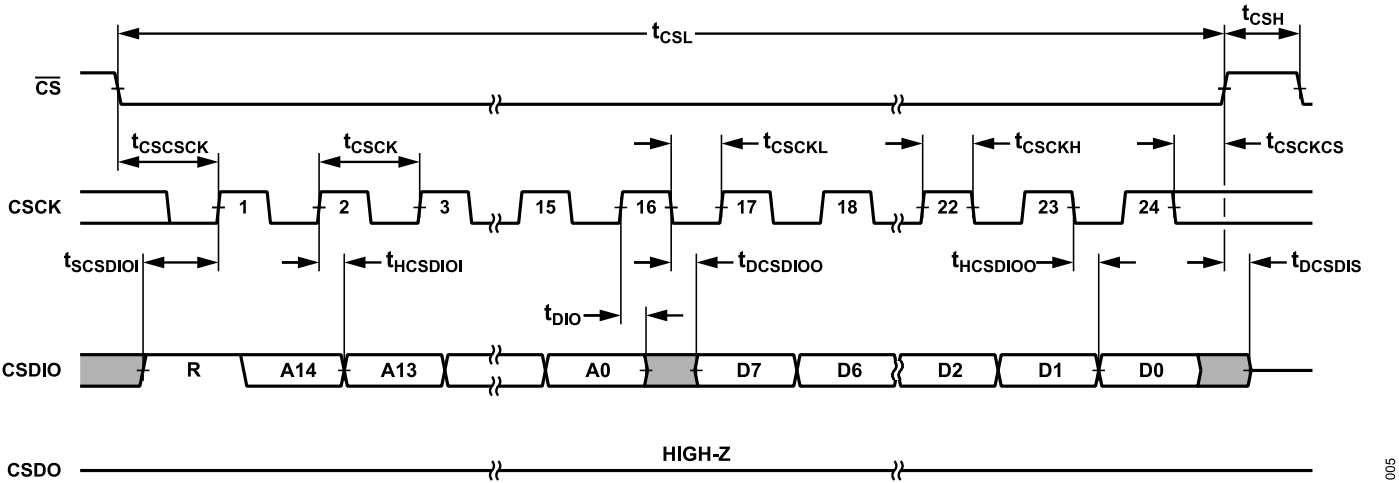 tCSL
tCSH
CS
tCSCSCK
tCSCK
tCSCKL
tCSCKH
tCSCKCS
CSCK
1 2 3 15 16 17 18 22 23 24
tSCSDIOI
tHCSDIOI
tDCSDIOO
tHCSDIOO
tDCSDIS
tDIO
CSDIO
R A14 A13 A0 D7 D6 D2 D1 D0
HIGH-Z
CSDO
005